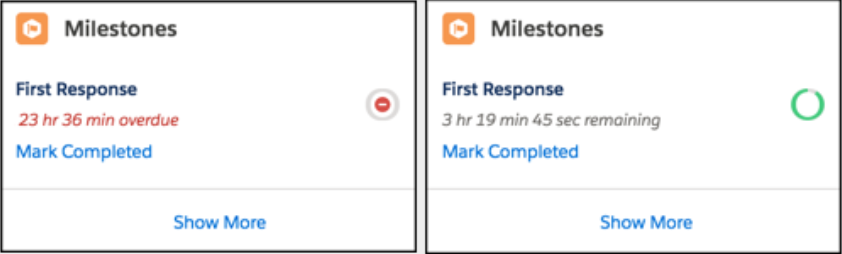 Milestones
First Response
23 hr 36 min overdue
Mark Completed
Show More
Milestones
First Response
3 hr 19 min 45 sec remaining
Mark Completed
Show More